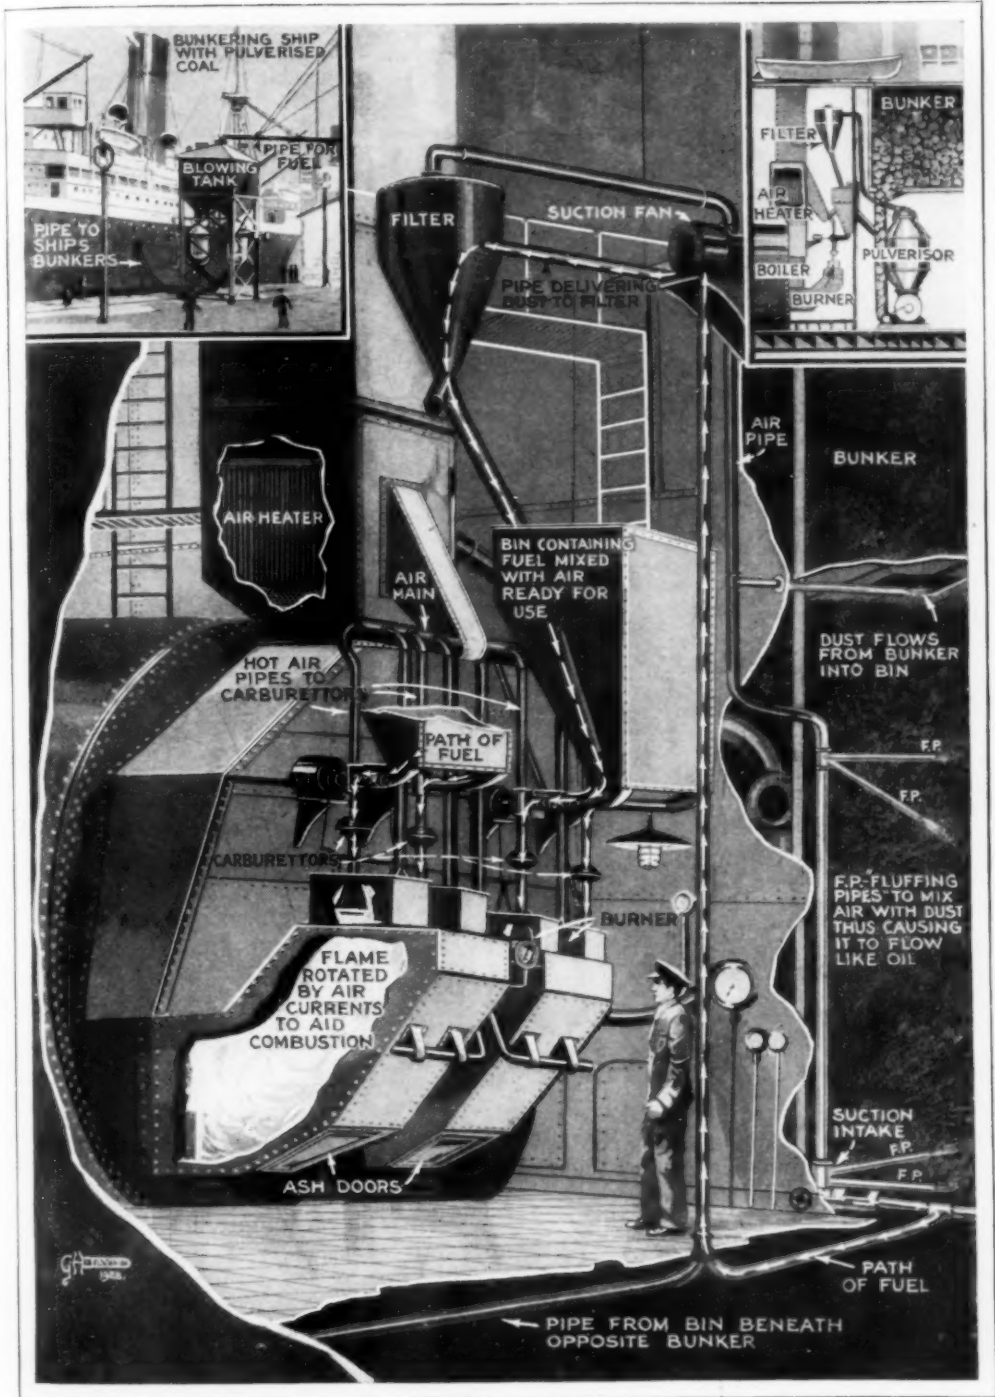 BUNKERING SHIP
WITH PULVERISED
COAL
PIPE FOR
FUEL
BLOWING
TANK
PIPE TO
SHIPS
BUNKERS
BUNKER
FILTER
AIR
HEATER
BOILER
BURNER
PULVERISOR
FILTER
SUCTION FAN
PIPE DELIVERING
DUST TO FILTER
AIR
PIPE
BUNKER
AIR HEATER
AIR
MAIN
BIN CONTAINING
FUEL MIXED
WITH AIR
READY FOR
USE
DUST FLOWS
FROM BUNKER
INTO BIN
HOT AIR
PIPES TO
CARBURETTORS
PATH OF
FUEL
F.P.
F.P.
CARBURETTORS
F.P.-"FLUFFING
PIPES" TO MIX
AIR WITH DUST
THUS CAUSING
IT TO FLOW
LIKE OIL
BURNER
FLAME
ROTATED
BY AIR
CURRENTS
TO AID
COMBUSTION
SUCTION
INTAKE
F.P.
F.P.
ASH DOORS
PATH
OF FUEL
PIPE FROM BIN BENEATH
OPPOSITE BUNKER